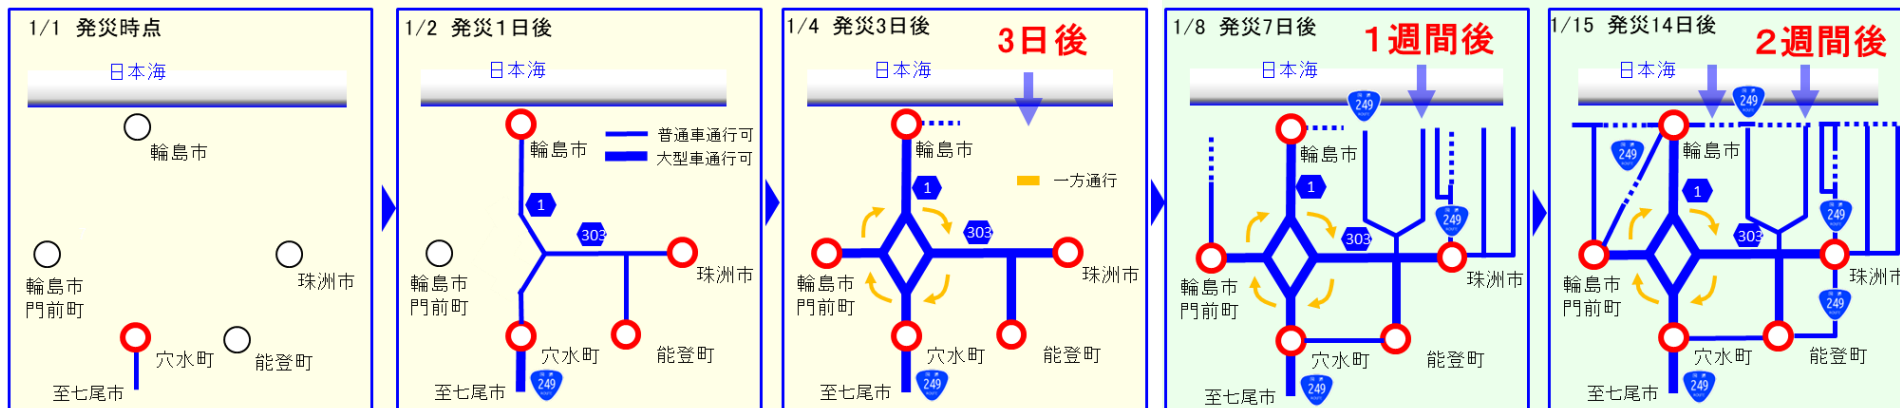 1/1 発災時点
日本海
輪島市
輪島市
門前町
珠洲市
穴水町
能登町
至七尾市
1/2 発災1日後
日本海
普通車通行可
大型車通行可
輪島市
1
303
輪島市
門前町
珠洲市
穴水町
能登町
至七尾市
249
1/4 発災3日後
3日後
日本海
輪島市
一方通行
1
303
輪島市
門前町
珠洲市
穴水町
能登町
至七尾市
249
1/8 発災7日後
1週間後
日本海
249
輪島市
1
303
249
輪島市
門前町
珠洲市
穴水町
能登町
至七尾市
249
1/15 発災14日後
2週間後
日本海
249
249
輪島市
1
303
249
輪島市
門前町
珠洲市
249
穴水町
能登町
至七尾市
249